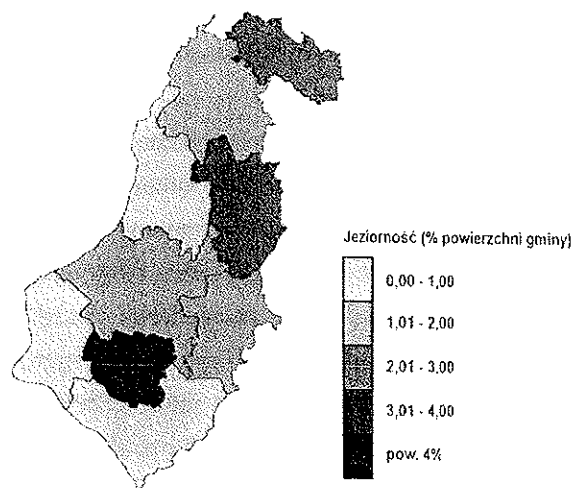 Jeziorność (% powierzchni gminy)
0,00 - 1,00
1,01 - 2,00
2,01 - 3,00
3,01 - 4,00
pow. 4%